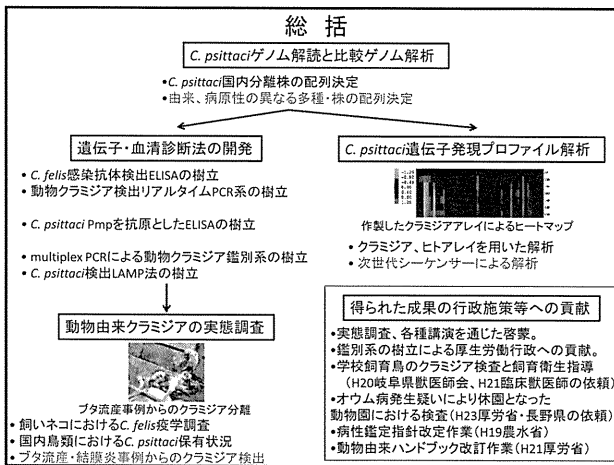 総 括
C. psittaciゲノム解読と比較ゲノム解析
•C. psittaci国内分離株の配列決定
•由来、病原性の異なる多種・株の配列決定
遺伝子・血清診断法の開発
• C. felis感染抗体検出ELISAの樹立
• 動物クラミジア検出リアルタイムPCR系の樹立
• C. psittaci Pmpを抗原としたELISAの樹立
• multiplex PCRによる動物クラミジア鑑別系の樹立
• C. psittaci検出LAMP法の樹立
動物由来クラミジアの実態調査
ブタ流産事例からのクラミジア分離
• 飼いネコにおけるC. felis疫学調査
• 国内鳥類におけるC. psittaci保有状況
• ブタ流産・結膜炎事例からのクラミジア検出
C. psittaci遺伝子発現プロファイル解析
作製したクラミジアアレイによるヒートマップ
• クラミジア、ヒトアレイを用いた解析
• 次世代シーケンサーによる解析
得られた成果の行政施策等への貢献
•実態調査、各種講演を通じた啓蒙。
•鑑別系の樹立による厚生労働行政への貢献。
•学校飼育鳥のクラミジア検査と飼育衛生指導
(H20岐阜県獣医師会、H21臨床獣医師の依頼)
•オウム病発生疑いにより休園となった
動物園における検査(H23厚労省・長野県の依頼)
•病性鑑定指針改定作業(H19農水省)
•動物由来ハンドブック改訂作業(H21厚労省)